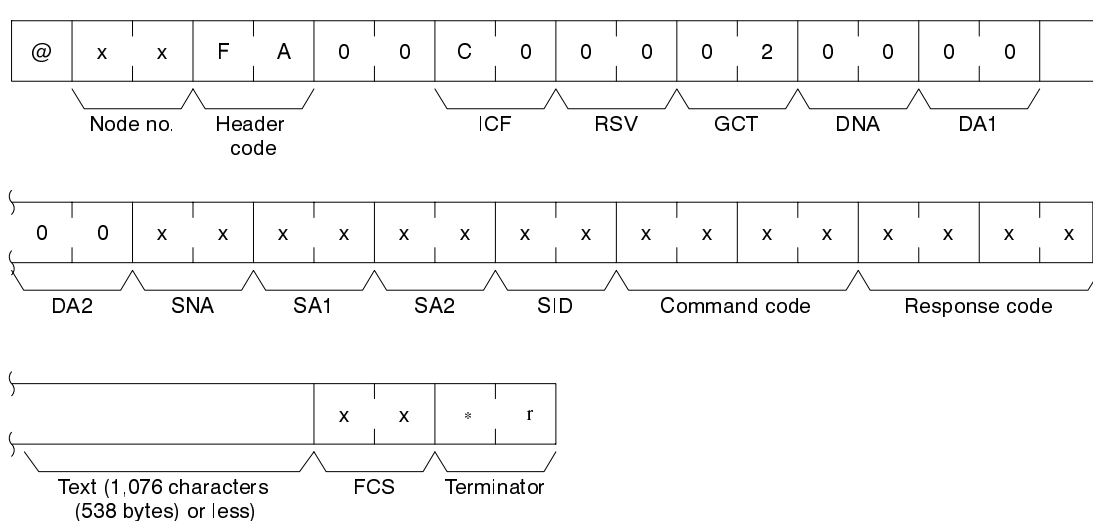 @ x x F A 0 0 C 0 0 0 0 2 0 0 0 0
Node no. Header code ICF RSV GCT DNA DA1
0 0 x x x x x x x x x x x x x x x x
DA2 SNA SA1 SA2 SID Command code Response code
x x * r
Text (1,076 characters (538 bytes) or less) FCS Terminator